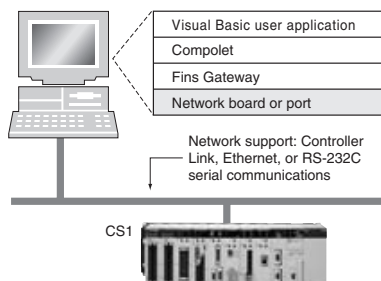 Visual Basic user application
Compolet
Fins Gateway
Network board or port
Network support: Controller
Link, Ethernet, or RS-232C
serial communications
CS1